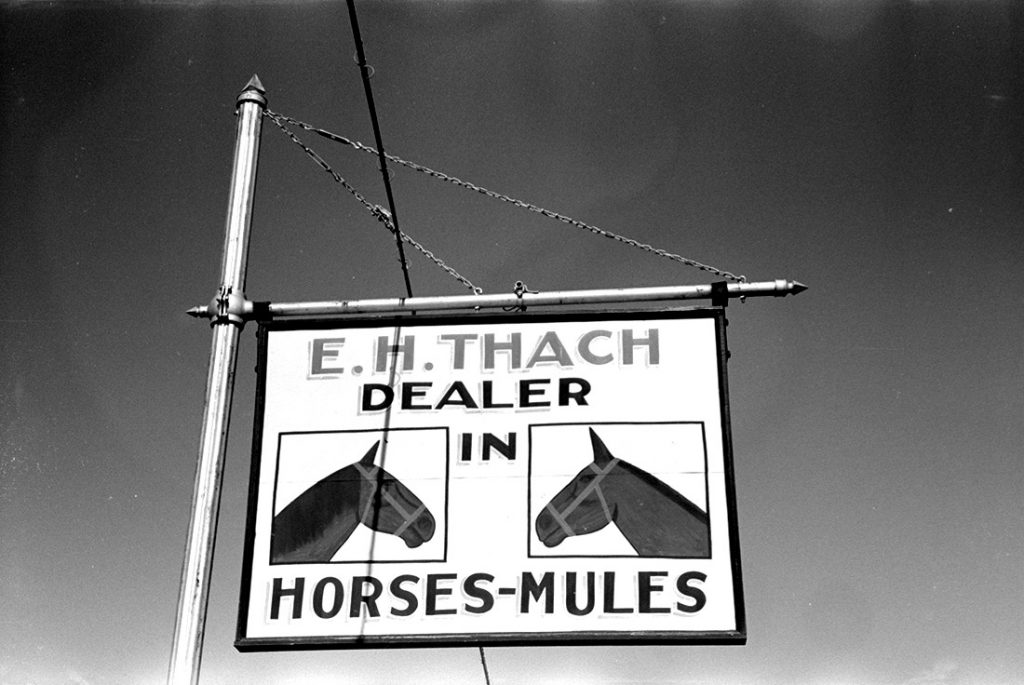 E. H. THACH
DEALER
IN
HORSES-MULES